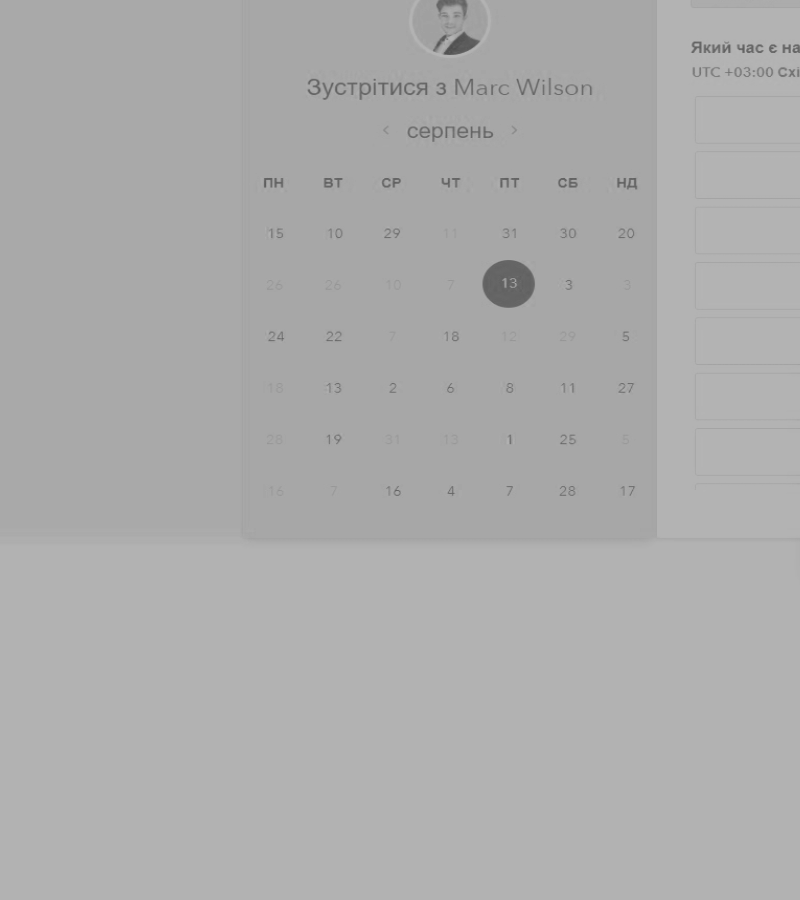 Зустрітися з Marc Wilson
‹ серпень ›
ПН ВТ СР ЧТ ПТ СБ НД
15 10 29 11 31 30 20
26 26 10 7 13 3 3
24 22 7 18 12 29 5
18 13 2 6 8 11 27
28 19 31 13 1 25 5
16 7 16 4 7 28 17
Який час є на
UTC +03:00 Схі